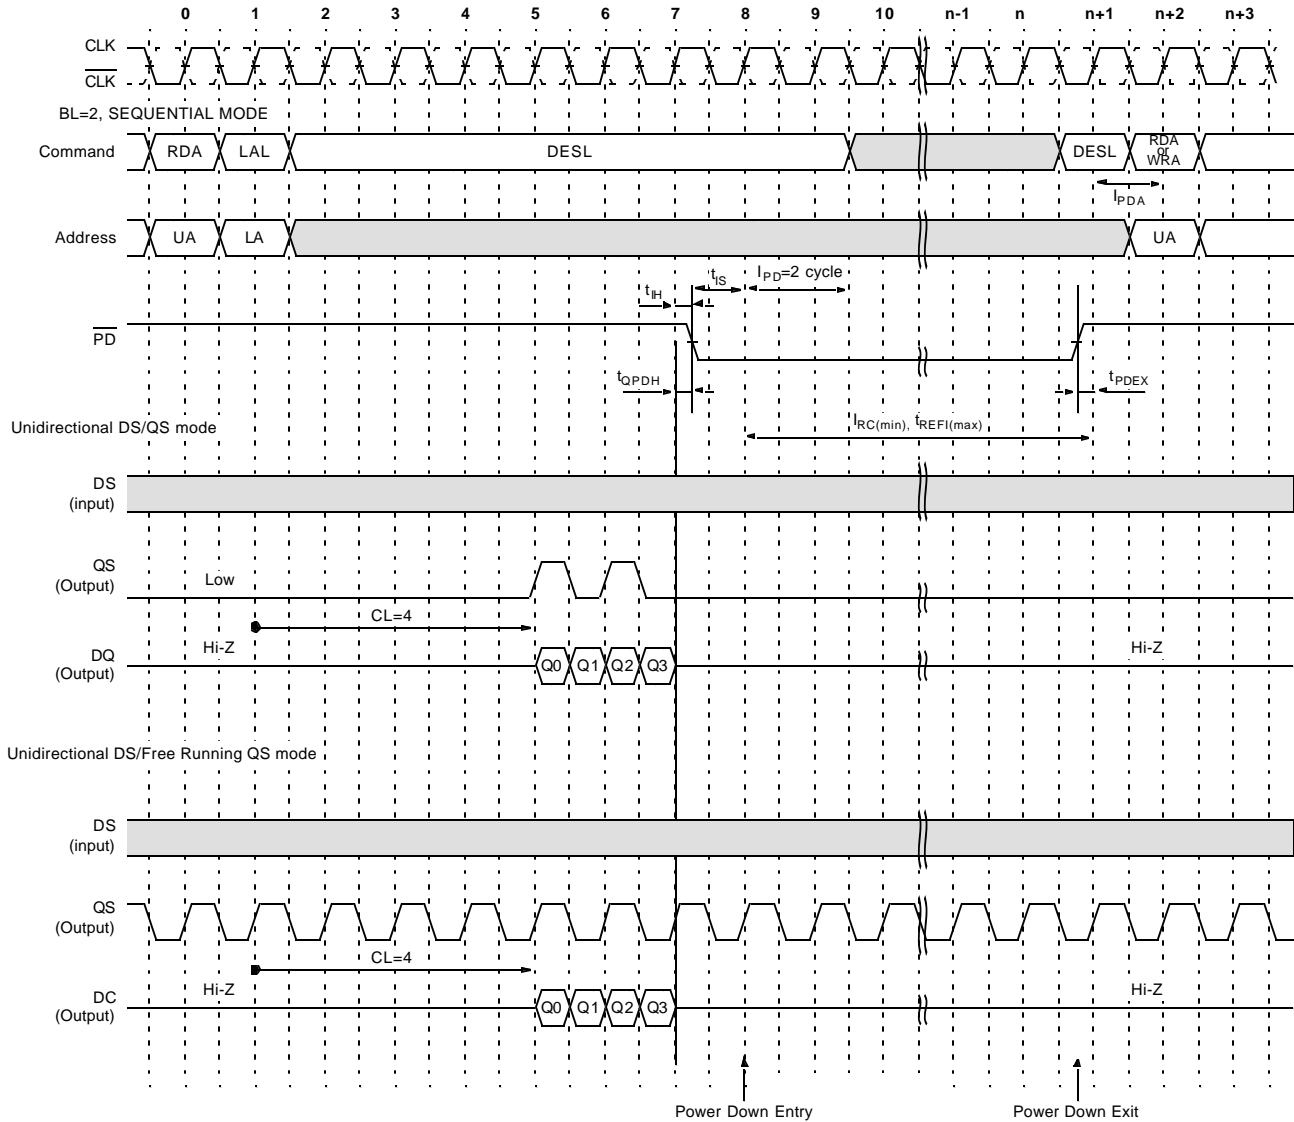 0 1 2 3 4 5 6 7 8 9 10 n-1 n n+1 n+2 n+3
CLK
CLK
BL=2, SEQUENTIAL MODE
Command RDA LAL DESL DESL RDA or WRA
IPDA
Address UA LA UA
tIH tIS IPD=2 cycle
PD
tQPDH tPDEX
IRC(min), tREFI(max)
Unidirectional DS/QS mode
DS
(input)
QS
(Output)
Low
CL=4
Hi-Z Hi-Z
DQ
(Output)
Q0 Q1 Q2 Q3
Unidirectional DS/Free Running QS mode
DS
(input)
QS
(Output)
CL=4
Hi-Z Hi-Z
DC
(Output)
Q0 Q1 Q2 Q3
Power Down Entry Power Down Exit